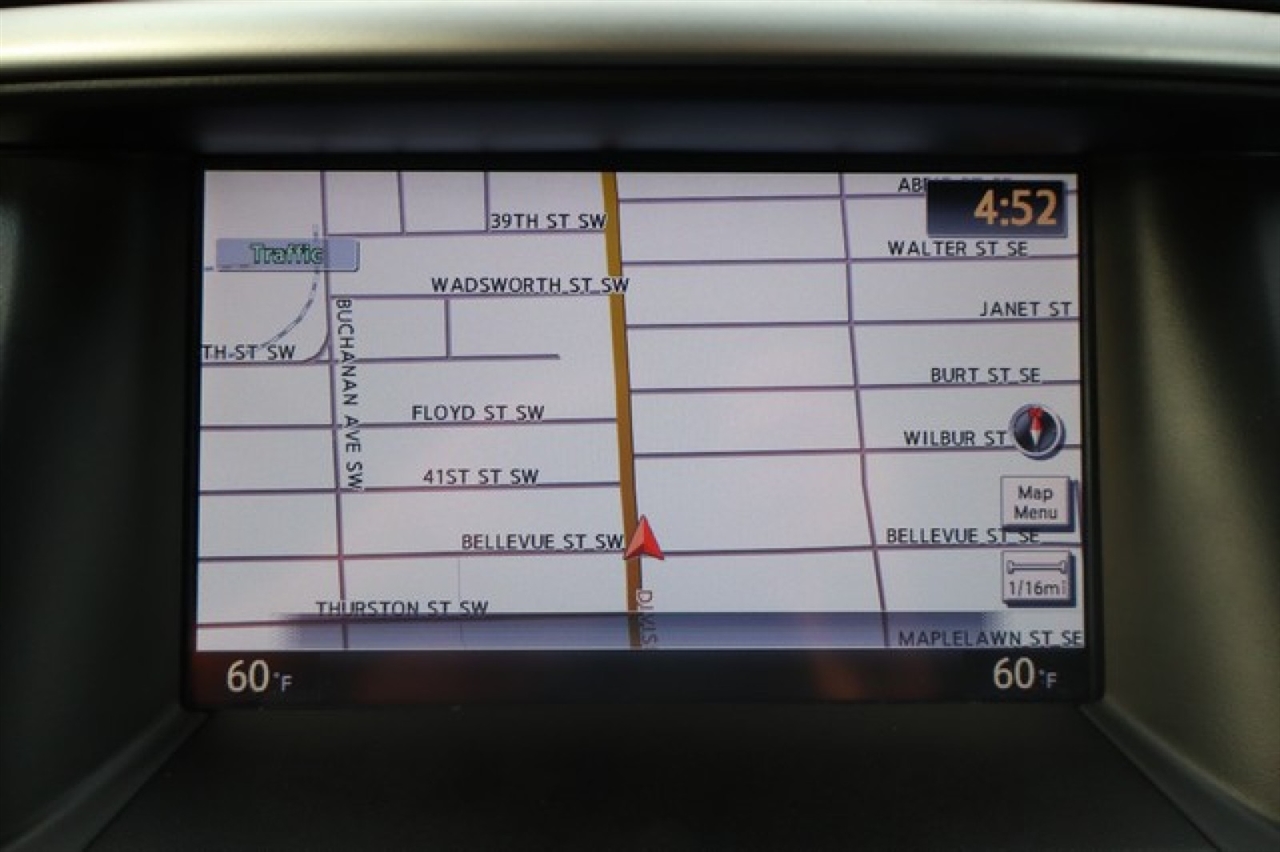 39TH ST SW
4:52
WALTER ST SE
Traffic
WADSWORTH ST SW
JANET ST
BUCHANAN AVE SW
TH ST SW
BURT ST SE
FLOYD ST SW
WILBUR ST
41ST ST SW
Map
Menu
BELLEVUE ST SW
BELLEVUE ST SE
1/16mi
THURSTON ST SW
MAPLELAWN ST SE
60°F
60°F